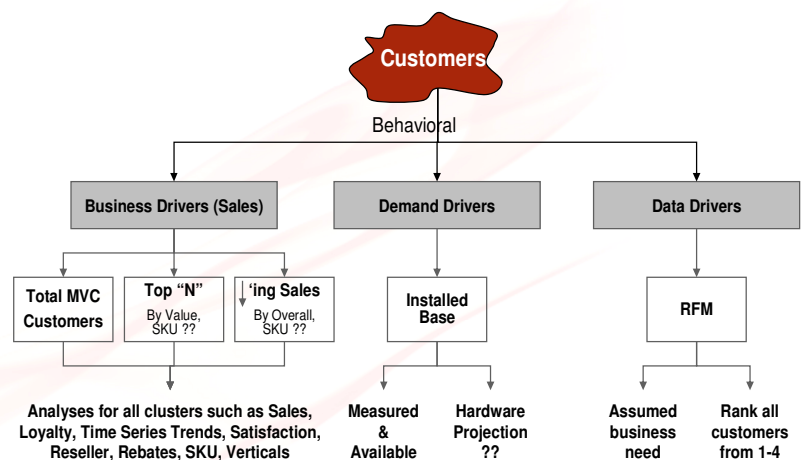 Customers
Behavioral
Business Drivers (Sales)
Demand Drivers
Data Drivers
Total MVC
Customers
Top “N”
By Value,
SKU ??
↓ 'ing Sales
By Overall,
SKU ??
Installed
Base
RFM
Analyses for all clusters such as Sales,
Loyalty, Time Series Trends, Satisfaction,
Reseller, Rebates, SKU, Verticals
Measured
&
Available
Hardware
Projection
??
Assumed
business
need
Rank all
customers
from 1-4